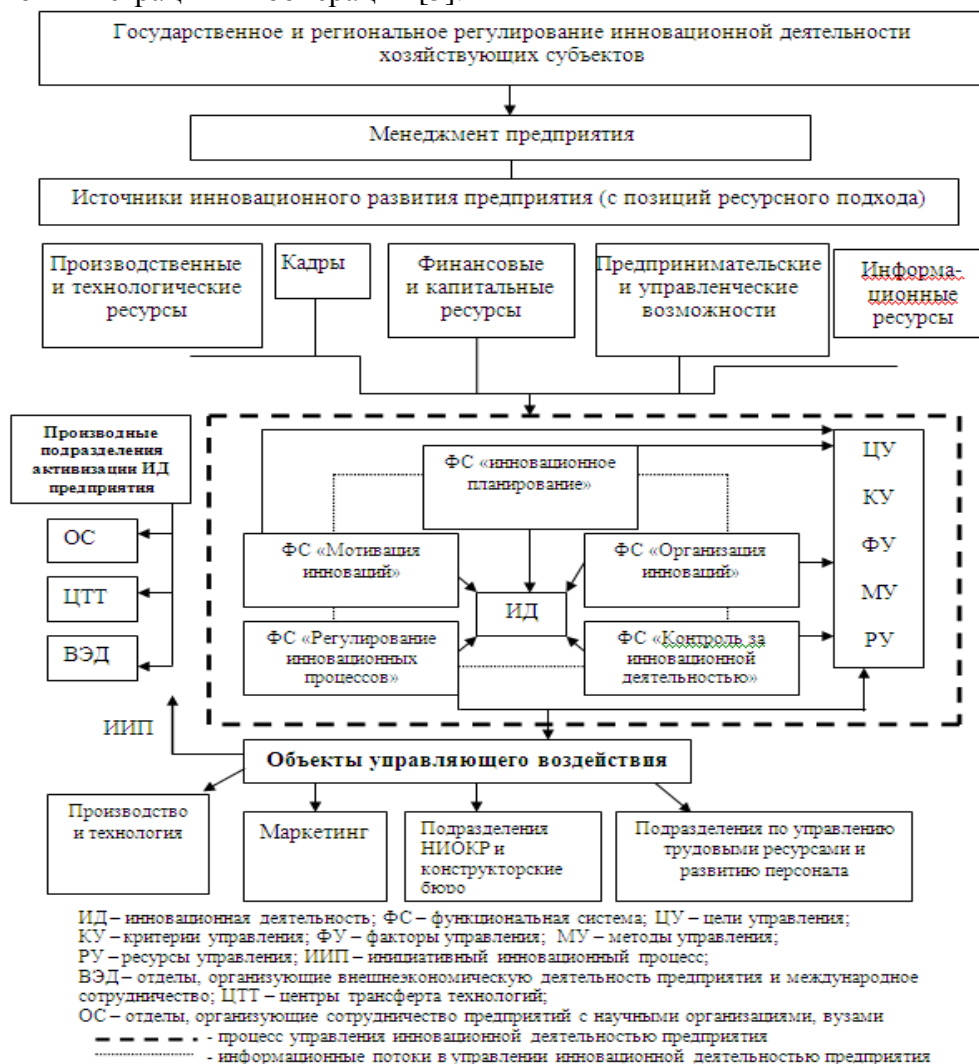 Государственное и региональное регулирование инновационной деятельности
хозяйствующих субъектов
Менеджмент предприятия
Источники инновационного развития предприятия (с позиций ресурсного подхода)
Производственные
и технологические
ресурсы
Кадры
Финансовые
и капитальные
ресурсы
Предпринимательские
и управленческие
возможности
Информа-
ционные
ресурсы
Производные
подразделения
активизации ИД
предприятия
ОС
ЦТТ
ВЭД
ИИП
ФС «инновационное
планирование»
ФС «Мотивация
инноваций»
ФС «Организация
инноваций»
ИД
ФС «Регулирование
инновационных
процессов»
ФС «Контроль за
инновационной
деятельностью»
ЦУ
КУ
ФУ
МУ
РУ
Объекты управляющего воздействия
Производство
и технология
Маркетинг
Подразделения
НИОКР и
конструкторские
бюро
Подразделения по управлению
трудовыми ресурсами и
развитию персонала
ИД – инновационная деятельность; ФС – функциональная система; ЦУ – цели управления;
КУ – критерии управления; ФУ – факторы управления; МУ – методы управления;
РУ – ресурсы управления; ИИП – инициативный инновационный процесс;
ВЭД – отделы, организующие внешнеэкономическую деятельность предприятия и международное
сотрудничество; ЦТТ – центры трансферта технологий;
ОС – отделы, организующие сотрудничество предприятий с научными организациями, вузами
- процесс управления инновационной деятельностью предприятия
- информационные потоки в управлении инновационной деятельностью предприятия